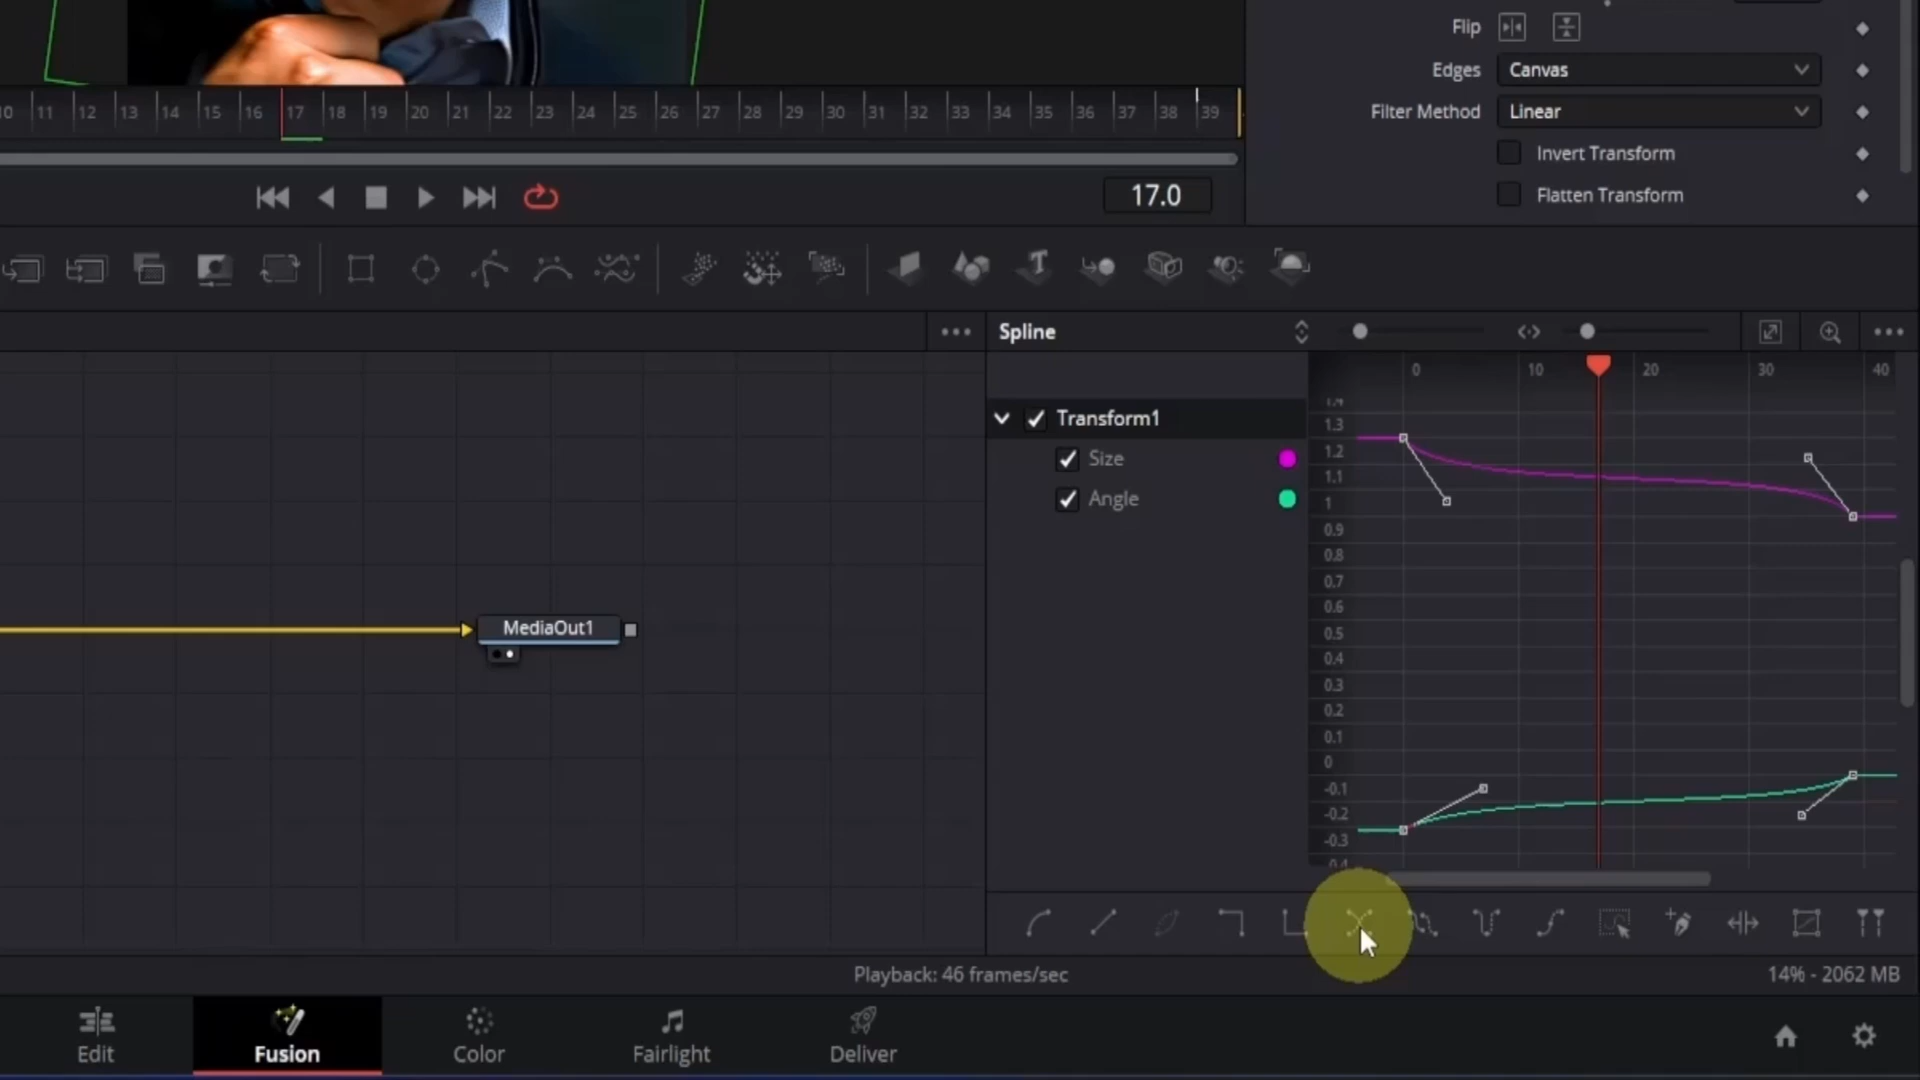 Flip
Edges Canvas
Filter Method Linear
Invert Transform
Flatten Transform
10 11 12 13 14 15 16 17 18 19 20 21 22 23 24 25 26 27 28 29 30 31 32 33 34 35 36 37 38 39
17.0
Spline
0 10 20 30 40
Transform1
Size
Angle
1.4
1.3
1.2
1.1
1
0.9
0.8
0.7
0.6
0.5
0.4
0.3
0.2
0.1
0
-0.1
-0.2
-0.3
MediaOut1
Playback: 46 frames/sec
14% - 2062 MB
Edit Fusion Color Fairlight Deliver